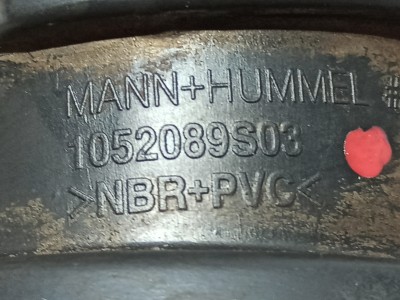 MANN+HUMMEL #
1052089S03
>NBR+PVC<